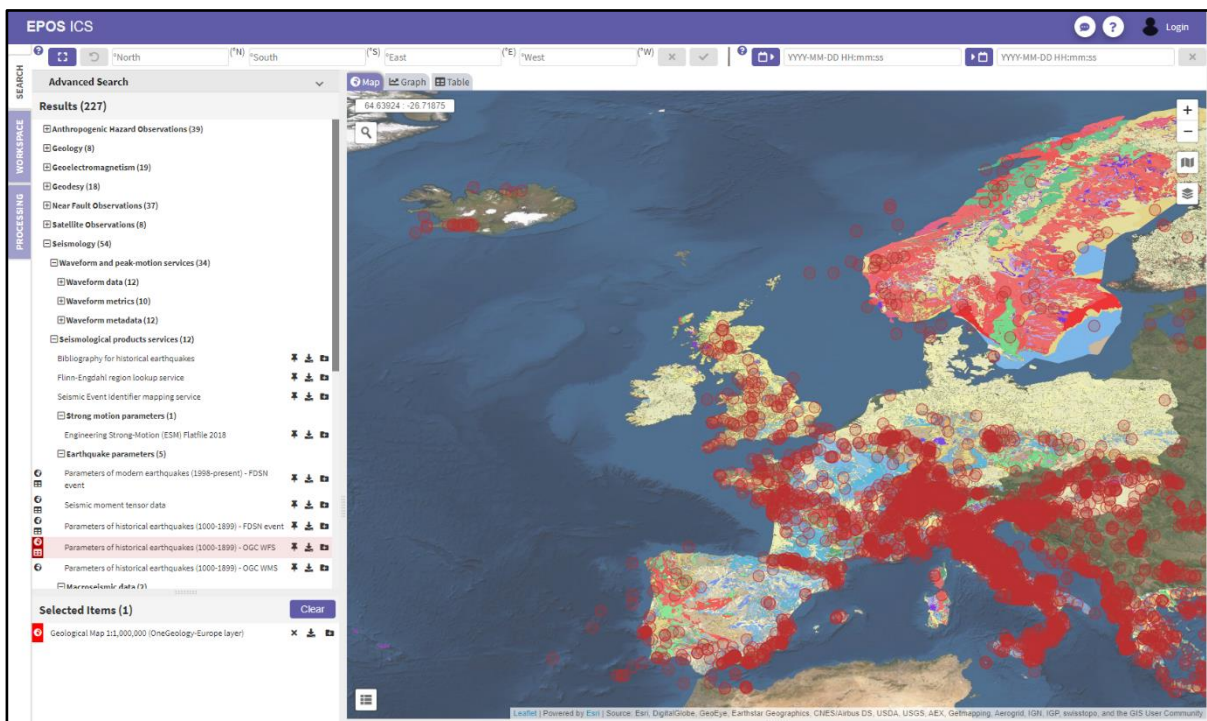 EPOS ICS
Login
°North
(°N)
°South
(°S)
°East
(°E)
°West
(°W)
YYYY-MM-DD HH:mm:ss
YYYY-MM-DD HH:mm:ss
SEARCH
WORKSPACE
PROCESSING
Advanced Search
Results (227)
Anthropogenic Hazard Observations (39)
Geology (8)
Geoelectromagnetism (19)
Geodesy (18)
Near Fault Observations (37)
Satellite Observations (8)
Seismology (54)
Waveform and peak-motion services (34)
Waveform data (12)
Waveform metrics (10)
Waveform metadata (12)
Seismological products services (12)
Bibliography for historical earthquakes
Flinn-Engdahl region lookup service
Seismic Event Identifier mapping service
Strong motion parameters (1)
Engineering Strong-Motion (ESM) Flatfile 2018
Earthquake parameters (5)
Parameters of modern earthquakes (1998-present) - FDSN
event
Seismic moment tensor data
Parameters of historical earthquakes (1000-1899) - FDSN event
Parameters of historical earthquakes (1000-1899) - OGC WFS
Parameters of historical earthquakes (1000-1899) - OGC WMS
Macroseismic data (2)
Selected Items (1)
Clear
Geological Map 1:1,000,000 (OneGeology-Europe layer)
Map
Graph
Table
64.63924 : -26.71875
Leaflet | Powered by Esri | Source: Esri, DigitalGlobe, GeoEye, Earthstar Geographics, CNES/Airbus DS, USDA, USGS, AEX, Getmapping, Aerogrid, IGN, IGP, swisstopo, and the GIS User Community